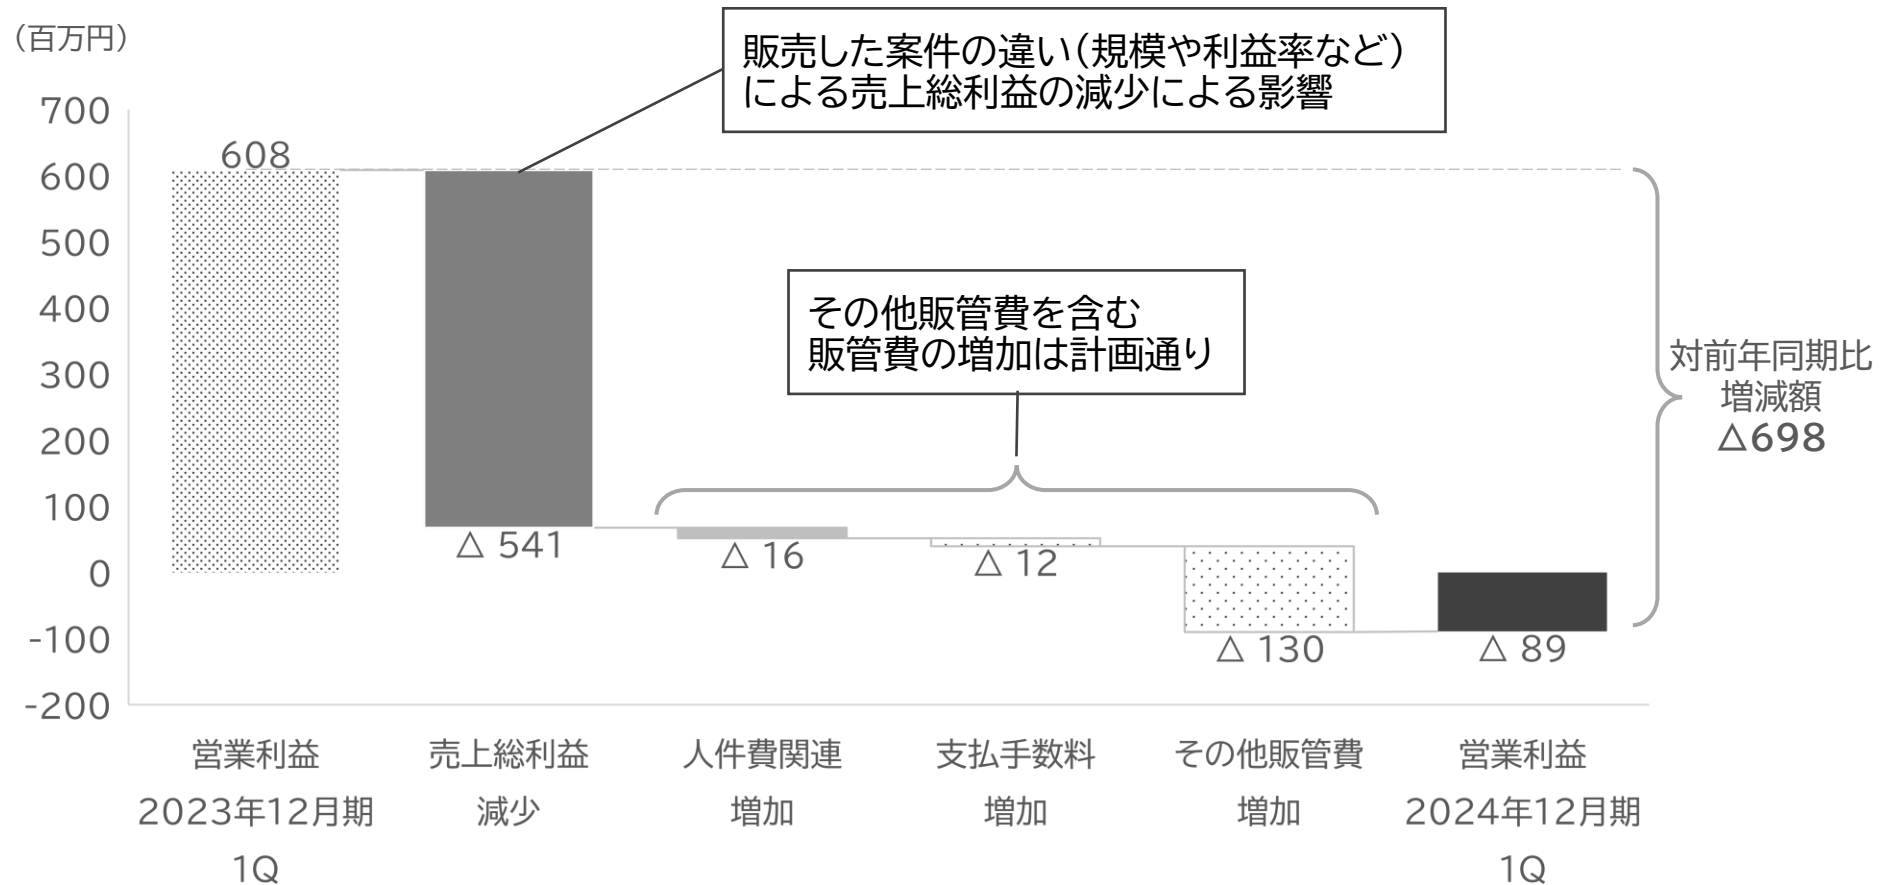 （百万円）
販売した案件の違い（規模や利益率など）
による売上総利益の減少による影響
700
600
500
400
300
200
100
0
-100
-200
608
△ 541
△ 16
△ 12
△ 130
△ 89
その他販管費を含む
販管費の増加は計画通り
対前年同期比
増減額
△698
営業利益
2023年12月期
1Q
売上総利益
減少
人件費関連
増加
支払手数料
増加
その他販管費
増加
営業利益
2024年12月期
1Q